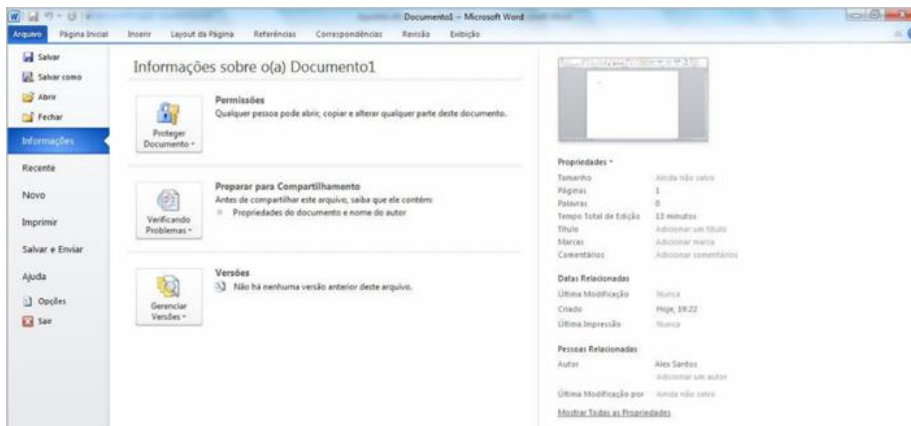 Documento1 - Microsoft Word
Arquivo Página Inicial Inserir Layout da Página Referências Correspondências Revisão Exibição
Salvar
Salvar como
Abrir
Fechar
Informações
Recente
Novo
Imprimir
Salvar e Enviar
Ajuda
Opções
Sair
Informações sobre o(a) Documento1
Proteger
Documento
Permissões
Qualquer pessoa pode abrir, copiar e alterar qualquer parte deste documento.
Verificando
Problemas
Preparar para Compartilhamento
Antes de compartilhar este arquivo, saiba que ele contém:
Propriedades do documento e nome do autor
Gerenciar
Versões
Versões
Não há nenhuma versão anterior deste arquivo.
Propriedades
Tamanho Ainda não salvo
Páginas 1
Palavras 0
Tempo Total de Edição 13 minutos
Título Adicionar um título
Marcas Adicionar marca
Comentários Adicionar comentários
Datas Relacionadas
Última Modificação Nunca
Criado Hoje, 19:22
Última Impressão Nunca
Pessoas Relacionadas
Autor Alex Santos
Adicionar um autor
Última Modificação por Ainda não salvo
Mostrar Todas as Propriedades